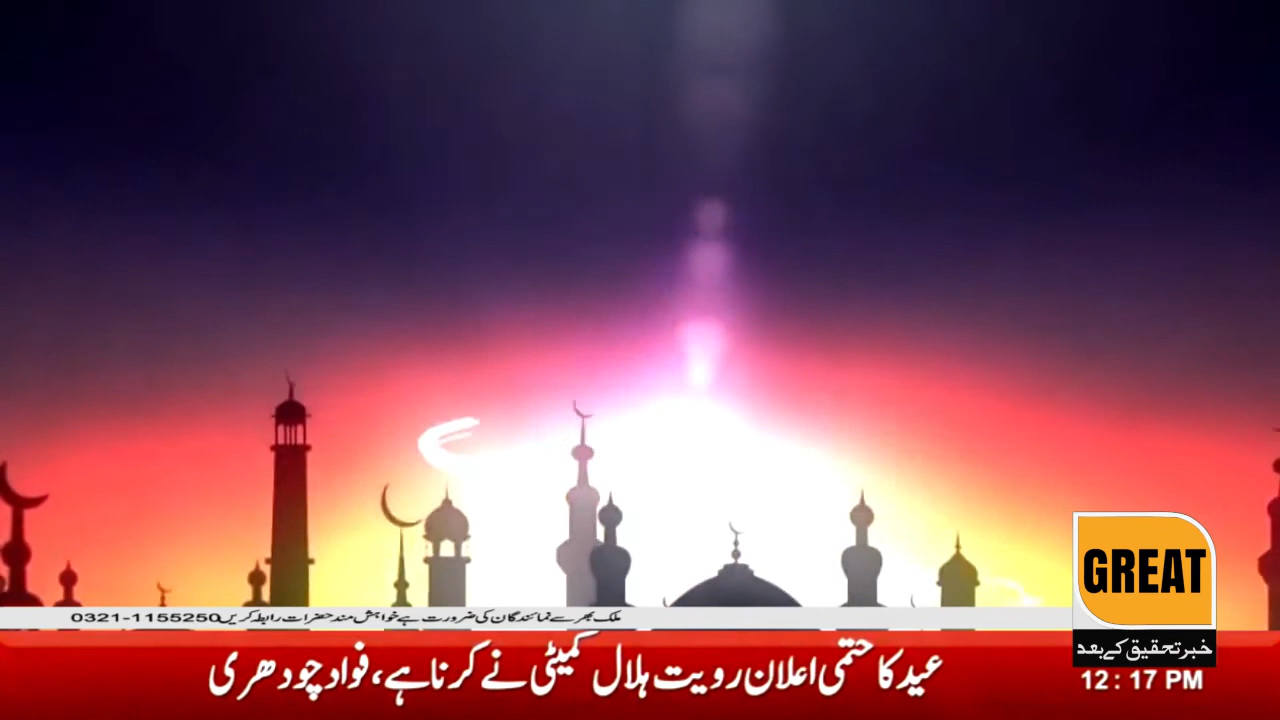 GREAT
خبر تحقیق کے بعد
ملک بھر سے نمائندگان کی ضرورت ہے خواہش مند حضرات رابطہ کریں 0321-1155250
عید کا حتمی اعلان رویت ہلال کمیٹی نے کرنا ہے، فواد چودھری
12 : 17 PM